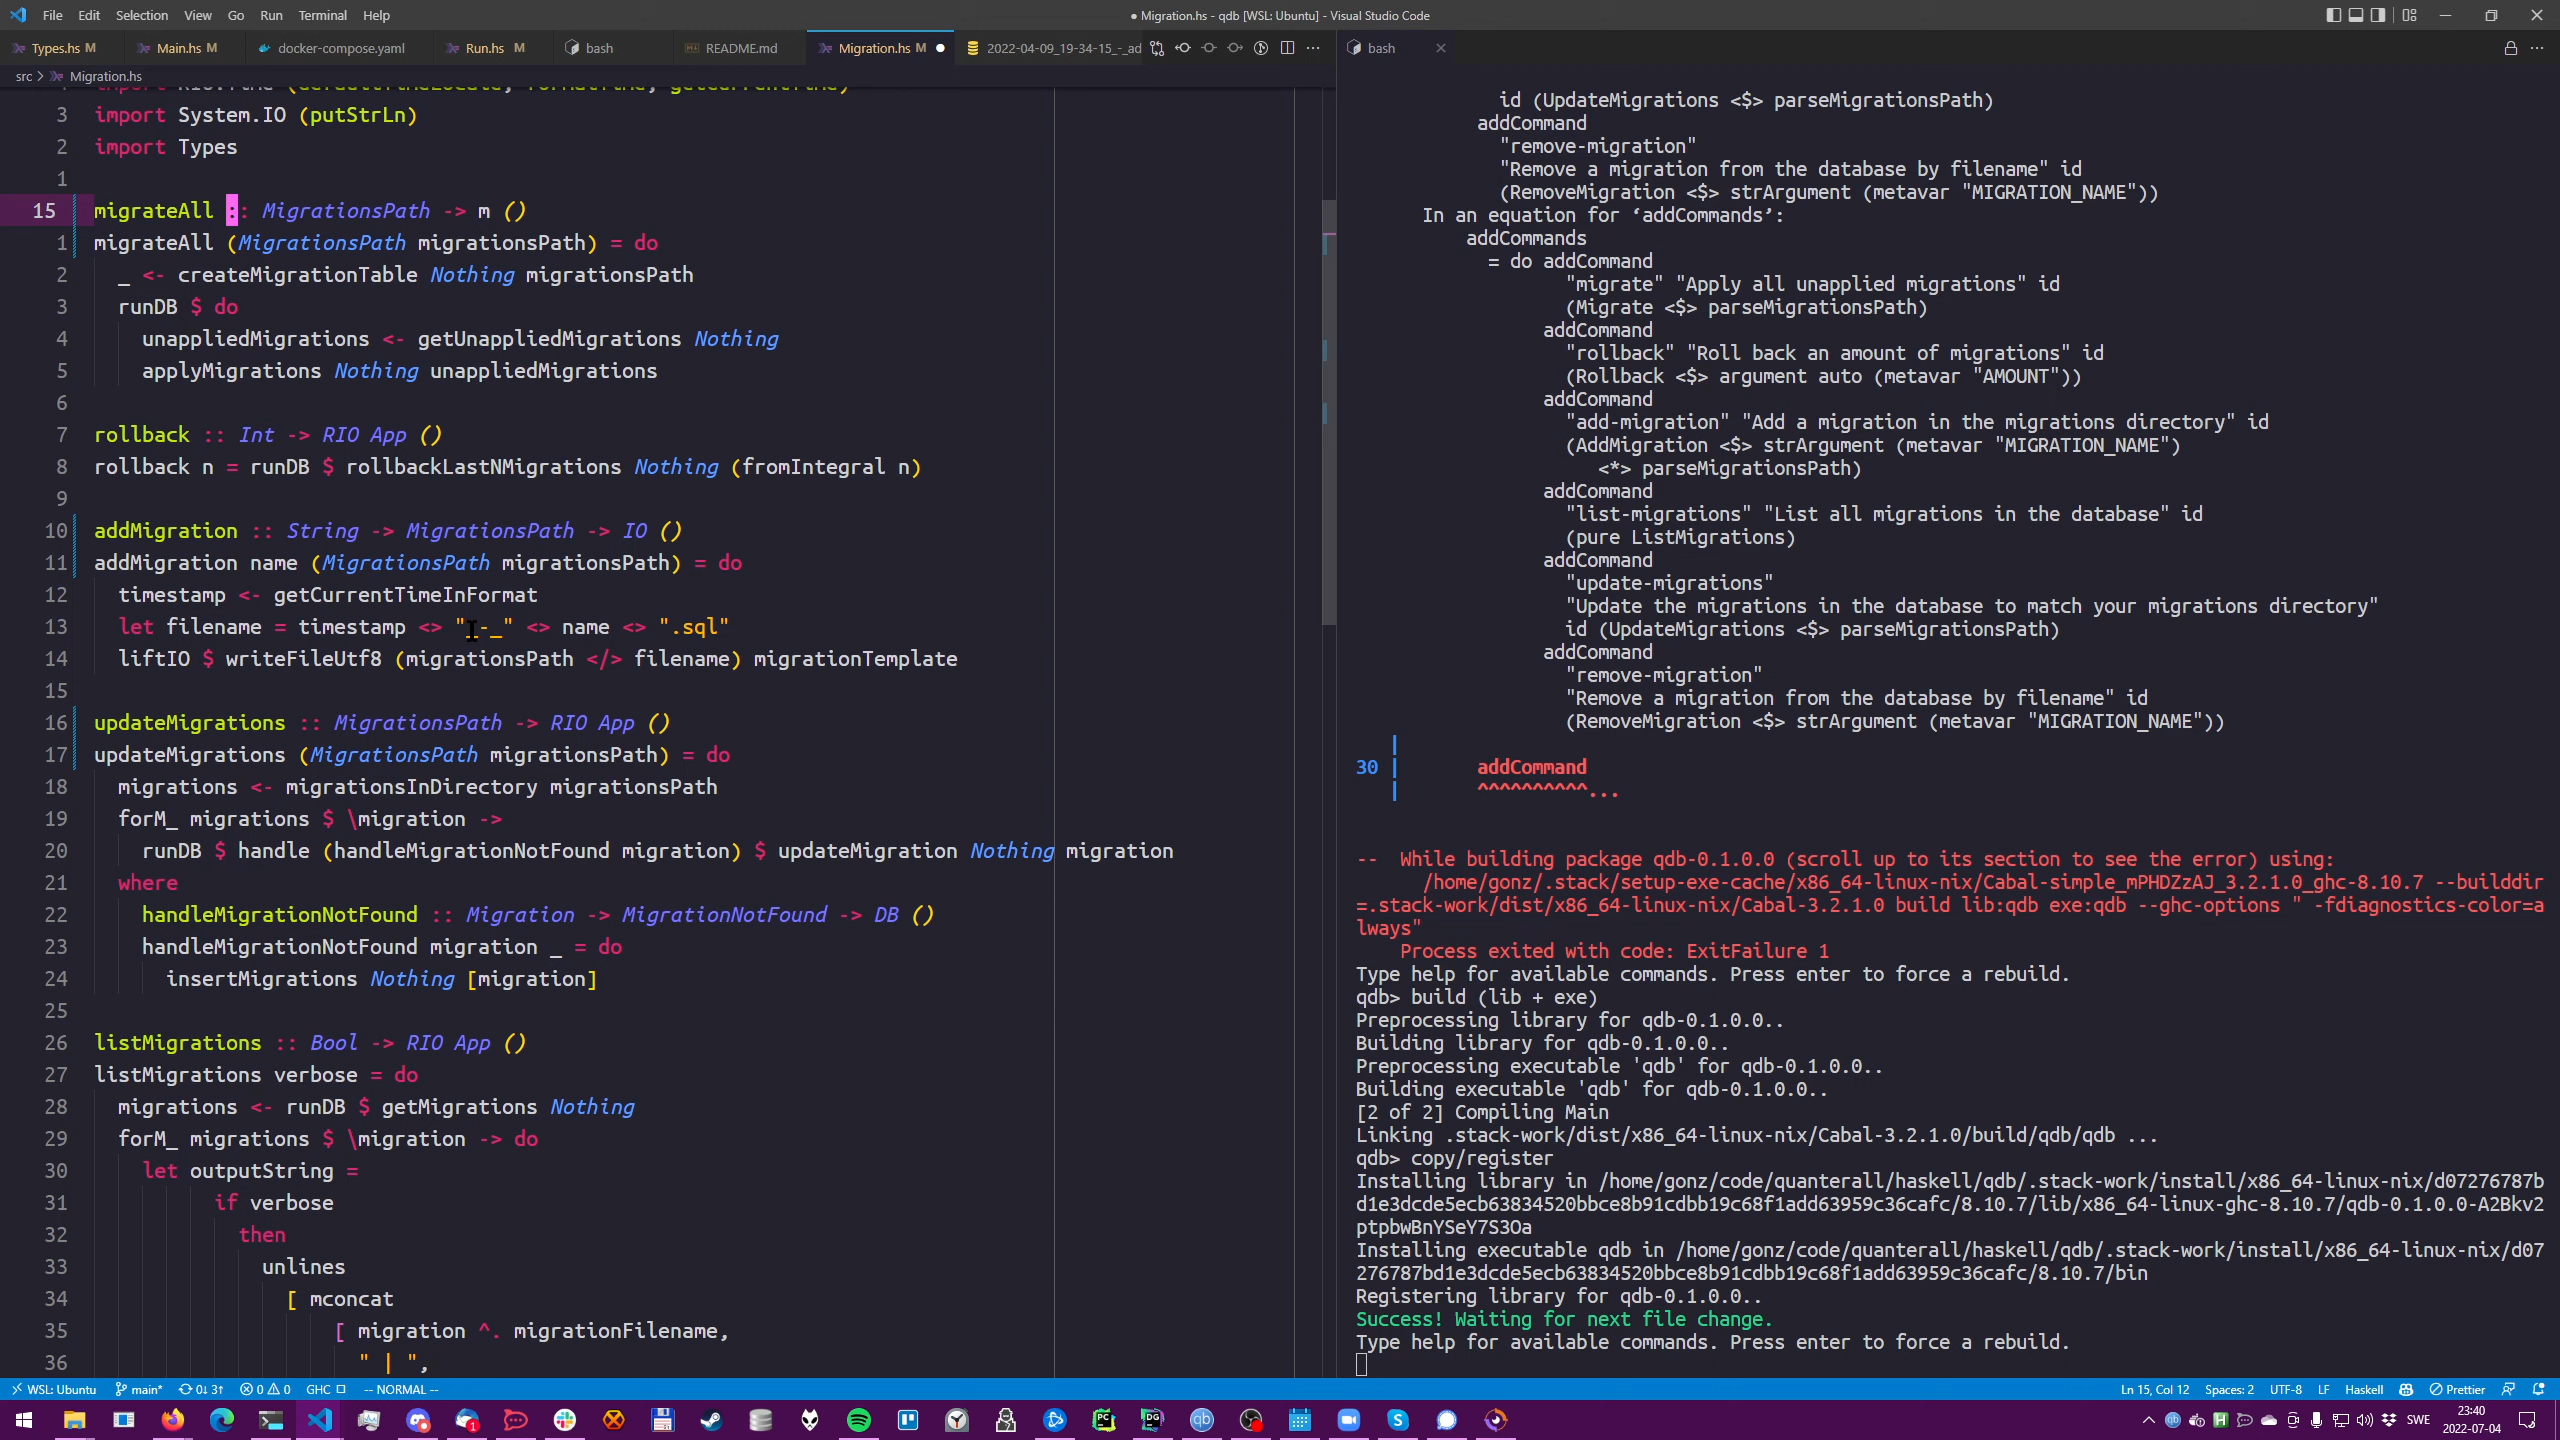 File Edit Selection View Go Run Terminal Help
● Migration.hs - qdb [WSL: Ubuntu] - Visual Studio Code
Types.hs M
Main.hs M
docker-compose.yaml
Run.hs M
bash
README.md
Migration.hs M ●
2022-04-09_19-34-15_-_ad
src > Migration.hs
3 import System.IO (putStrLn)
2 import Types
1
15 migrateAll :: MigrationsPath -> m ()
1 migrateAll (MigrationsPath migrationsPath) = do
2 _ <- createMigrationTable Nothing migrationsPath
3 runDB $ do
4 unappliedMigrations <- getUnappliedMigrations Nothing
5 applyMigrations Nothing unappliedMigrations
6
7 rollback :: Int -> RIO App ()
8 rollback n = runDB $ rollbackLastNMigrations Nothing (fromIntegral n)
9
10 addMigration :: String -> MigrationsPath -> IO ()
11 addMigration name (MigrationsPath migrationsPath) = do
12 timestamp <- getCurrentTimeInFormat
13 let filename = timestamp <> "_-_" <> name <> ".sql"
14 liftIO $ writeFileUtf8 (migrationsPath </> filename) migrationTemplate
15
16 updateMigrations :: MigrationsPath -> RIO App ()
17 updateMigrations (MigrationsPath migrationsPath) = do
18 migrations <- migrationsInDirectory migrationsPath
19 forM_ migrations $ \migration ->
20 runDB $ handle (handleMigrationNotFound migration) $ updateMigration Nothing migration
21 where
22 handleMigrationNotFound :: Migration -> MigrationNotFound -> DB ()
23 handleMigrationNotFound migration _ = do
24 insertMigrations Nothing [migration]
25
26 listMigrations :: Bool -> RIO App ()
27 listMigrations verbose = do
28 migrations <- runDB $ getMigrations Nothing
29 forM_ migrations $ \migration -> do
30 let outputString =
31 if verbose
32 then
33 unlines
34 [ mconcat
35 [ migration ^. migrationFilename,
36 " | ",
bash
id (UpdateMigrations <$> parseMigrationsPath)
addCommand
"remove-migration"
"Remove a migration from the database by filename" id
(RemoveMigration <$> strArgument (metavar "MIGRATION_NAME"))
In an equation for ‘addCommands’:
addCommands
= do addCommand
"migrate" "Apply all unapplied migrations" id
(Migrate <$> parseMigrationsPath)
addCommand
"rollback" "Roll back an amount of migrations" id
(Rollback <$> argument auto (metavar "AMOUNT"))
addCommand
"add-migration" "Add a migration in the migrations directory" id
(AddMigration <$> strArgument (metavar "MIGRATION_NAME")
<*> parseMigrationsPath)
addCommand
"list-migrations" "List all migrations in the database" id
(pure ListMigrations)
addCommand
"update-migrations"
"Update the migrations in the database to match your migrations directory"
id (UpdateMigrations <$> parseMigrationsPath)
addCommand
"remove-migration"
"Remove a migration from the database by filename" id
(RemoveMigration <$> strArgument (metavar "MIGRATION_NAME"))
|
30 | addCommand
| ^^^^^^^^^^...
-- While building package qdb-0.1.0.0 (scroll up to its section to see the error) using:
/home/gonz/.stack/setup-exe-cache/x86_64-linux-nix/Cabal-simple_mPHDZzAJ_3.2.1.0_ghc-8.10.7 --builddir
=.stack-work/dist/x86_64-linux-nix/Cabal-3.2.1.0 build lib:qdb exe:qdb --ghc-options " -fdiagnostics-color=a
lways"
Process exited with code: ExitFailure 1
Type help for available commands. Press enter to force a rebuild.
qdb> build (lib + exe)
Preprocessing library for qdb-0.1.0.0..
Building library for qdb-0.1.0.0..
Preprocessing executable 'qdb' for qdb-0.1.0.0..
Building executable 'qdb' for qdb-0.1.0.0..
[2 of 2] Compiling Main
Linking .stack-work/dist/x86_64-linux-nix/Cabal-3.2.1.0/build/qdb/qdb ...
qdb> copy/register
Installing library in /home/gonz/code/quanterall/haskell/qdb/.stack-work/install/x86_64-linux-nix/d07276787b
d1e3dcde5ecb63834520bbce8b91cdbb19c68f1add63959c36cafc/8.10.7/lib/x86_64-linux-ghc-8.10.7/qdb-0.1.0.0-A2Bkv2
ptpbwBnYSeY7S3Oa
Installing executable qdb in /home/gonz/code/quanterall/haskell/qdb/.stack-work/install/x86_64-linux-nix/d07
276787bd1e3dcde5ecb63834520bbce8b91cdbb19c68f1add63959c36cafc/8.10.7/bin
Registering library for qdb-0.1.0.0..
Success! Waiting for next file change.
Type help for available commands. Press enter to force a rebuild.
WSL: Ubuntu main* 0↓ 3↑ 0 0 GHC -- NORMAL --
Ln 15, Col 12 Spaces: 2 UTF-8 LF Haskell Prettier
SWE 23:40
2022-07-04